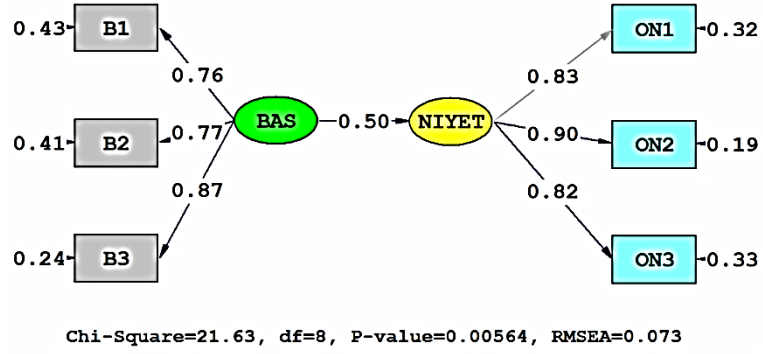 0.43 B1 ON1 0.32
0.76 0.83
0.41 B2 0.77 BAS 0.50 NIYET 0.90 ON2 0.19
0.87 0.82
0.24 B3 ON3 0.33
Chi-Square=21.63, df=8, P-value=0.00564, RMSEA=0.073